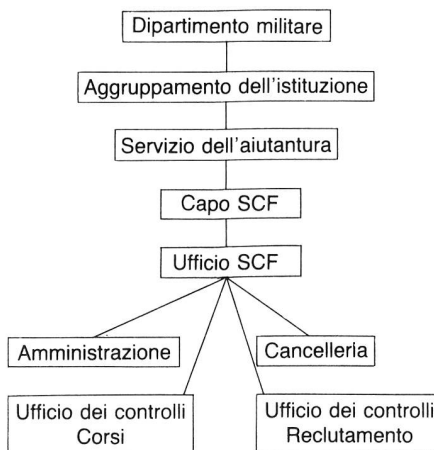 Dipartimento militare
Aggruppamento dell'istituzione
Servizio dell'aiutantura
Capo SCF
Ufficio SCF
Amministrazione
Cancelleria
Ufficio dei controlli
Corsi
Ufficio dei controlli
Reclutamento